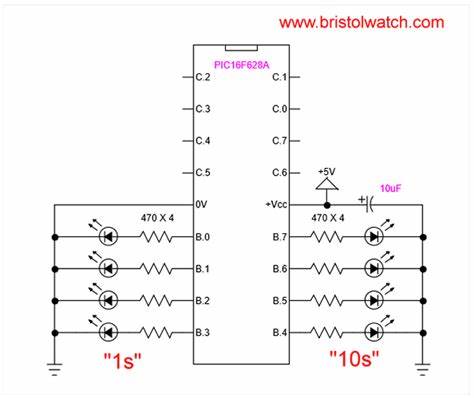 www.bristolwatch.com
PIC16F628A
C.2 C.1
C.3 C.0
C.4 C.7
C.5 C.6
+5V
10uF
+
0V +Vcc
470 X 4 470 X 4
B.0 B.7
B.1 B.6
B.2 B.5
B.3 B.4
"1s" "10s"